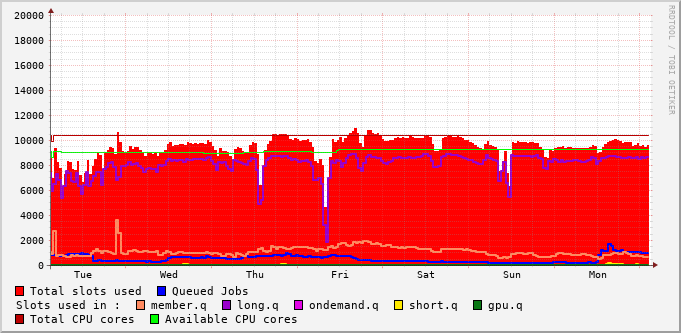 RRDTOOL / TOBI OETIKER
20000
18000
16000
14000
12000
10000
8000
6000
4000
2000
0
Tue Wed Thu Fri Sat Sun Mon
Total slots used Queued Jobs
Slots used in : member.q long.q ondemand.q short.q gpu.q
Total CPU cores Available CPU cores